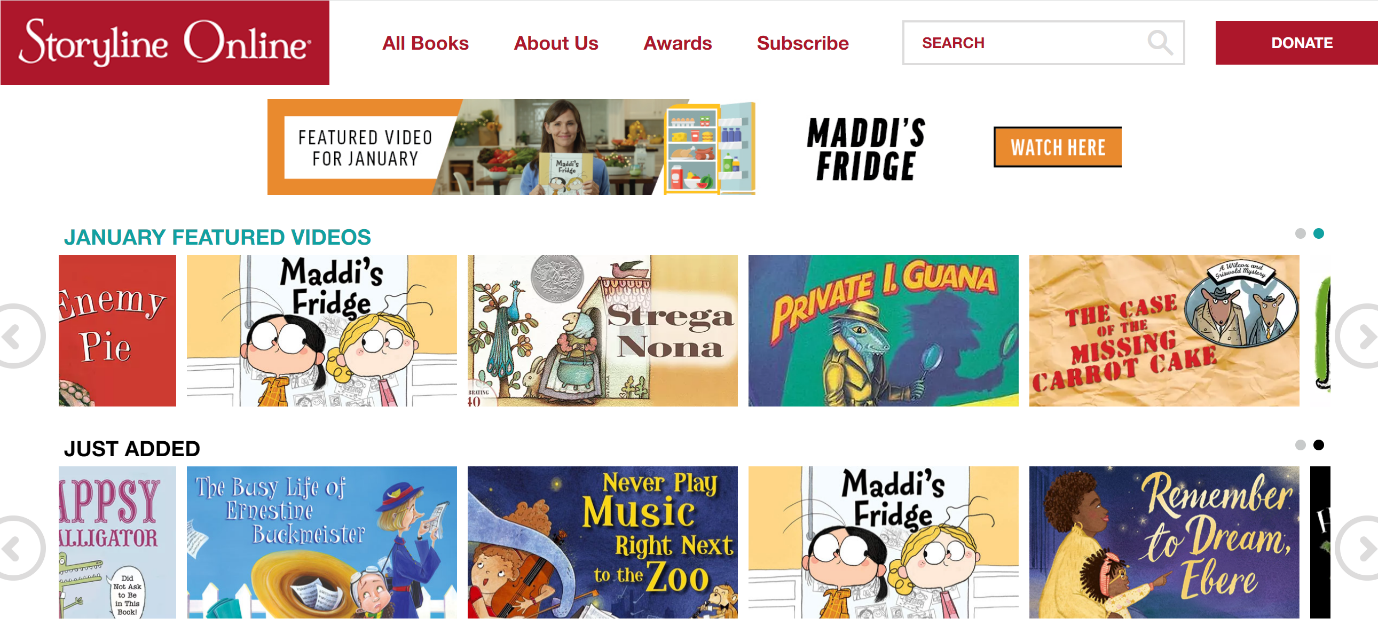 Storyline Online
All Books
About Us
Awards
Subscribe
SEARCH
DONATE
FEATURED VIDEO
FOR JANUARY
Maddi's
Fridge
MADDI'S
FRIDGE
WATCH HERE
JANUARY FEATURED VIDEOS
Enemy
Pie
Maddi's
Fridge
Strega
Nona
40
PRIVATE I. GUANA
A Wilcox and
Griswold Mystery
THE CASE
OF THE
MISSING
CARROT CAKE
JUST ADDED
APPSY
ALLIGATOR
Did
Not Ask
to Be
in This
Book!
The Busy Life of
Ernestine
Buckmeister
Never Play
Music
Right Next
to the Zoo
Maddi's
Fridge
Remember
to Dream,
Ebere